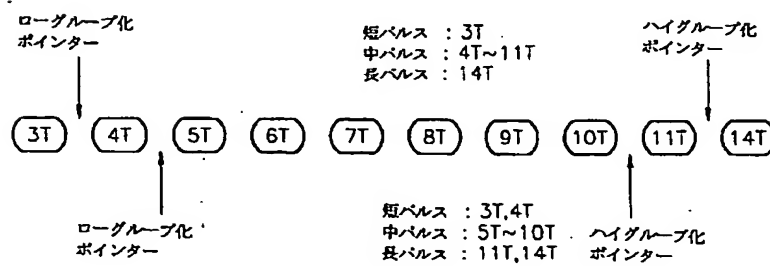 ローグループ化
ポインター
短パルス : 3T
中パルス : 4T~11T
長パルス : 14T
ハイグループ化
ポインター
3T 4T 5T 6T 7T 8T 9T 10T 11T 14T
ローグループ化
ポインター
短パルス : 3T,4T
中パルス : 5T~10T
長パルス : 11T,14T
ハイグループ化
ポインター